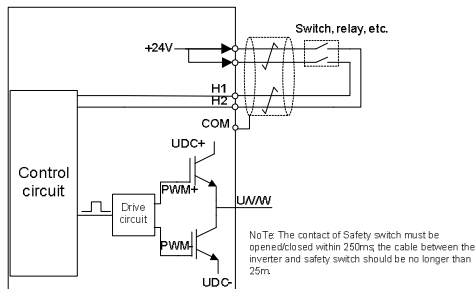 Switch, relay, etc.
+24V
H1
H2
COM
UDC+
Control
circuit
PWM+
Drive
circuit
U/V/W
PWM-
UDC-
NoTe: The contact of Safety switch must be
opened/closed within 250ms; the cable between the
inverter and safety switch should be no longer than
25m.